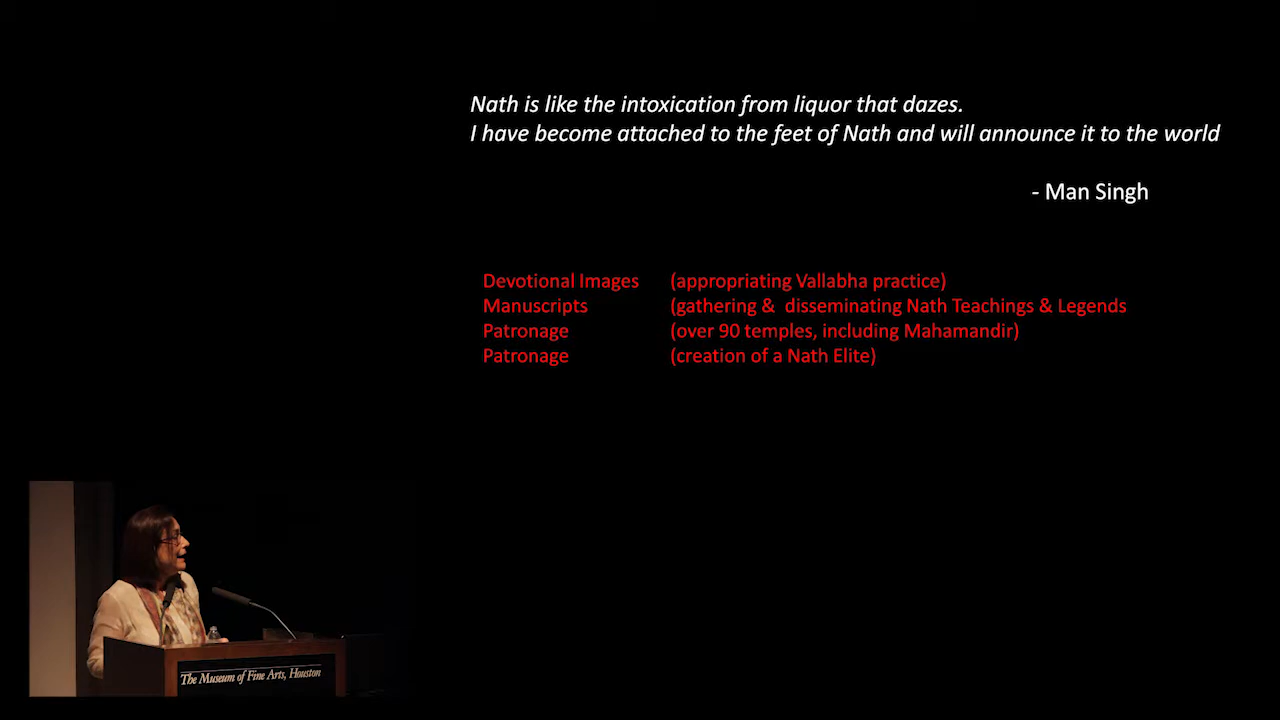 Nath is like the intoxication from liquor that dazes.
I have become attached to the feet of Nath and will announce it to the world
- Man Singh
Devotional Images (appropriating Vallabha practice)
Manuscripts (gathering & disseminating Nath Teachings & Legends
Patronage (over 90 temples, including Mahamandir)
Patronage (creation of a Nath Elite)
The Museum of Fine Arts, Houston